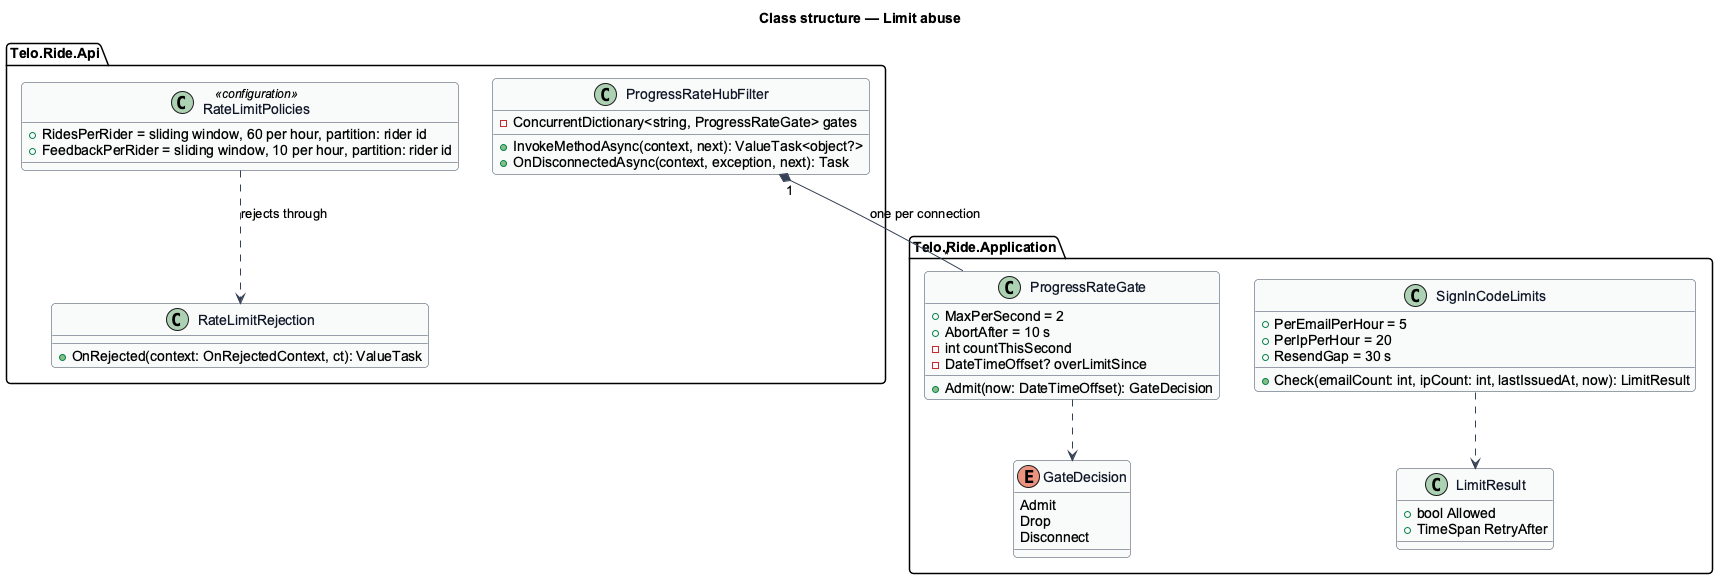 Class structure — Limit abuse
Telo.Ride.Api
«configuration»
C
RateLimitPolicies
RidesPerRider = sliding window, 60 per hour, partition: rider id
FeedbackPerRider = sliding window, 10 per hour, partition: rider id
C
ProgressRateHubFilter
ConcurrentDictionary<string, ProgressRateGate> gates
InvokeMethodAsync(context, next): ValueTask<object?>
OnDisconnectedAsync(context, exception, next): Task
1
rejects through
one per connection
C
RateLimitRejection
OnRejected(context: OnRejectedContext, ct): ValueTask
Telo.Ride.Application
C
ProgressRateGate
MaxPerSecond = 2
AbortAfter = 10 s
int countThisSecond
DateTimeOffset? overLimitSince
Admit(now: DateTimeOffset): GateDecision
C
SignInCodeLimits
PerEmailPerHour = 5
PerIpPerHour = 20
ResendGap = 30 s
Check(emailCount: int, ipCount: int, lastIssuedAt, now): LimitResult
E
GateDecision
Admit
Drop
Disconnect
C
LimitResult
bool Allowed
TimeSpan RetryAfter